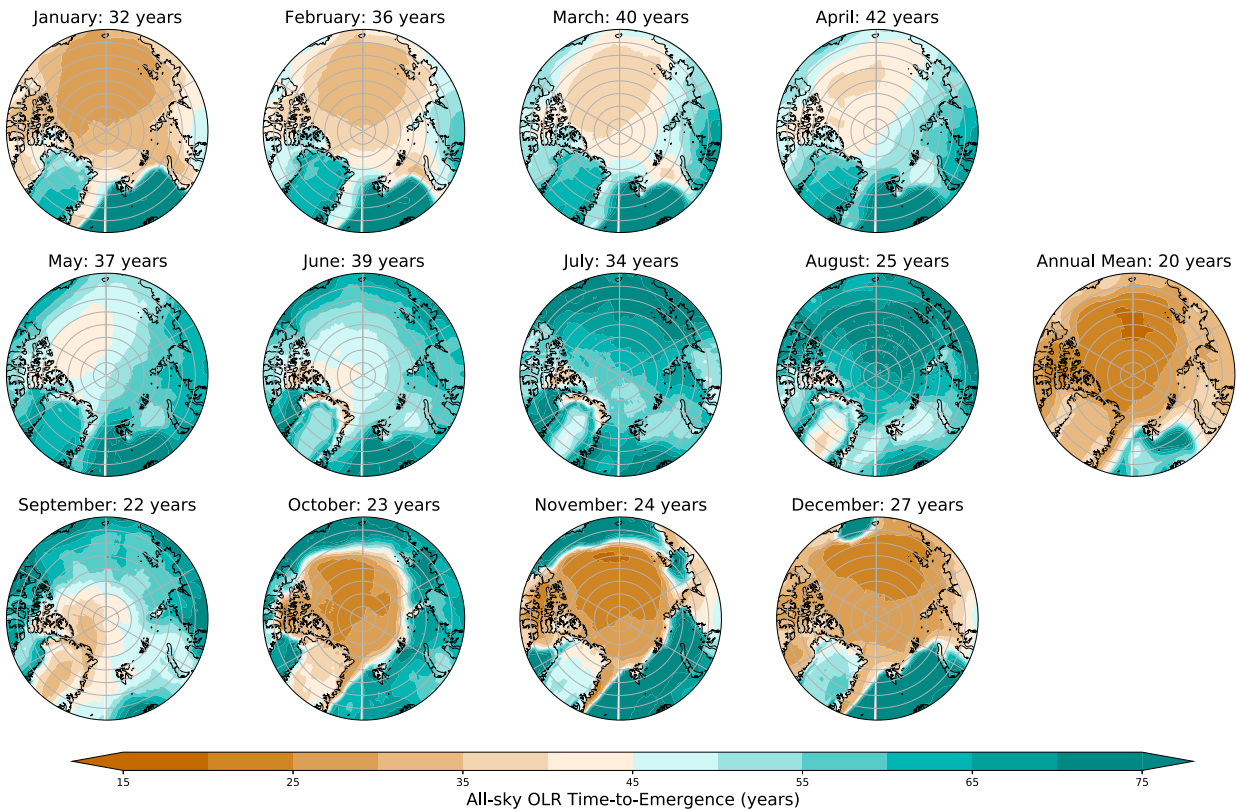 January: 32 years
February: 36 years
March: 40 years
April: 42 years
May: 37 years
June: 39 years
July: 34 years
August: 25 years
Annual Mean: 20 years
September: 22 years
October: 23 years
November: 24 years
December: 27 years
15 25 35 45 55 65 75
All-sky OLR Time-to-Emergence (years)